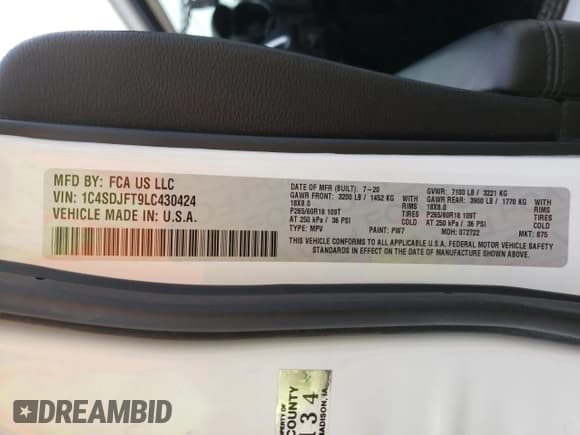 MFD BY: FCA US LLC
VIN: 1C4SDJFT9LC430424
VEHICLE MADE IN U.S.A.
DATE OF MFR (BUILT): 7-20
GAWR FRONT: 3200 LB / 1452 KG WITH
18X8.0 RIMS
P265/60R18 109T TIRES
AT 250 kPa / 36 PSI COLD
GVWR: 7100 LB / 3221 KG
GAWR REAR: 3900 LB / 1770 KG WITH
18X8.0 RIMS
P265/60R18 109T TIRES
AT 250 kPa / 36 PSI COLD
THIS VEHICLE CONFORMS TO ALL APPLICABLE U.S.A. FEDERAL MOTOR VEHICLE SAFETY
STANDARDS IN EFFECT ON THE DATE OF MANUFACTURE SHOWN ABOVE.
TYPE: MPV PAINT: PW7 MDH: 072722 MKT: 875
COUNTY
134
MADISON, IA
DREAMBID